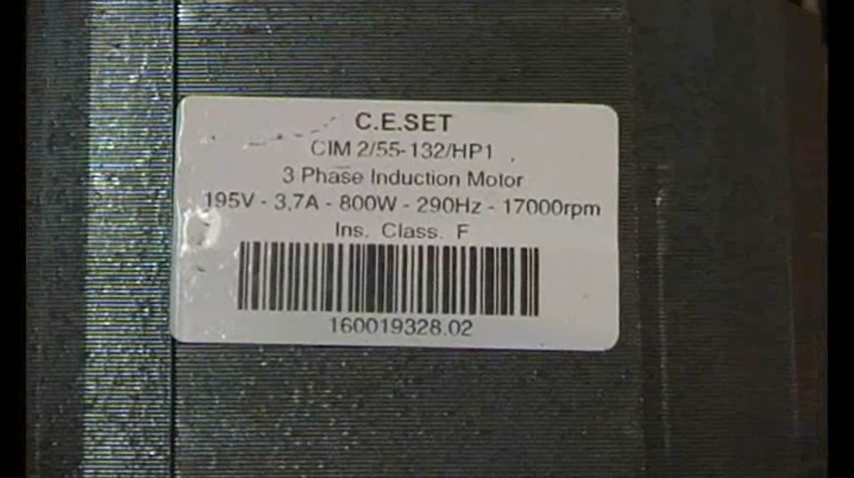 C.E.SET
CIM 2/55-132/HP1
3 Phase Induction Motor
195V - 3,7A - 800W - 290Hz - 17000rpm
Ins. Class. F
160019328.02